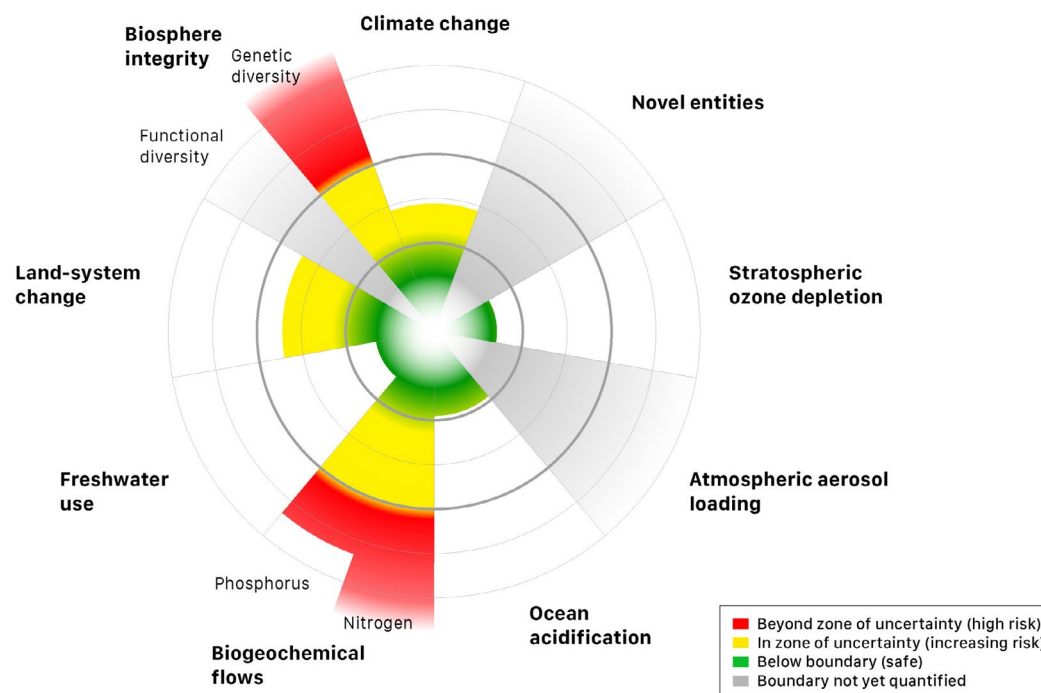 Climate change
Biosphere
integrity
Genetic
diversity
Functional
diversity
Novel entities
Land-system
change
Stratospheric
ozone depletion
Freshwater
use
Atmospheric aerosol
loading
Phosphorus
Nitrogen
Biogeochemical
flows
Ocean
acidification
Beyond zone of uncertainty (high risk)
In zone of uncertainty (increasing risk)
Below boundary (safe)
Boundary not yet quantified